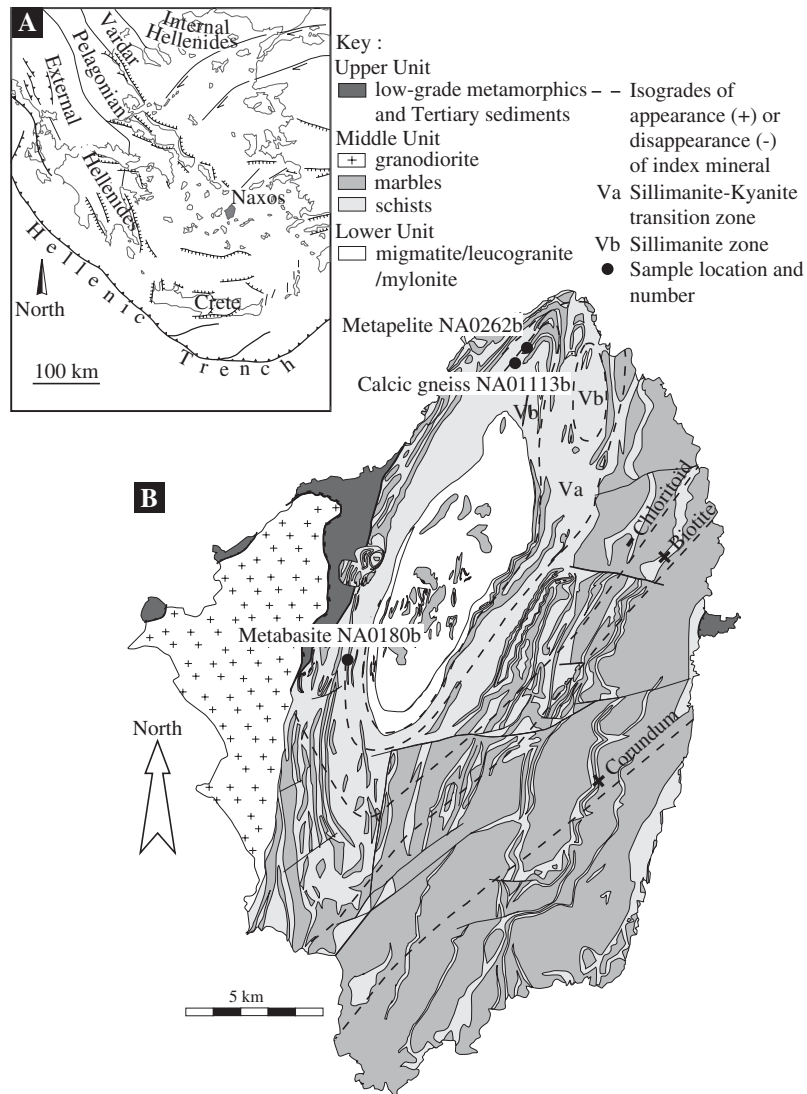 A
Internal
Hellenides
Vardar
Pelagonian
External
Hellenides
Naxos
Crete
Hellenic
Trench
North
100 km
Key :
Upper Unit
low-grade metamorphics
and Tertiary sediments
Middle Unit
granodiorite
marbles
schists
Lower Unit
migmatite/leucogranite
/mylonite
Isogrades of
appearance (+) or
disappearance (-)
of index mineral
Va Sillimanite-Kyanite
transition zone
Vb Sillimanite zone
Sample location and
number
B
Metapelite NA0262b
Calcic gneiss NA01113b
Vb
Vb
Va
- Chloritoid
+ Biotite
Metabasite NA0180b
+ Corundum
North
5 km